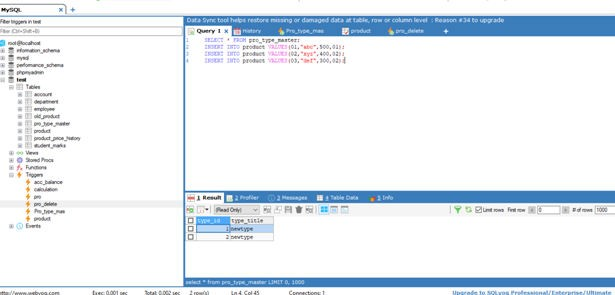 MySQL
Filter triggers in test
Filter (Ctrl+Shift+B)
root@localhost
information_schema
mysql
performance_schema
phpmyadmin
test
Tables
account
department
employee
old_product
pro_type_master
product
product_price_history
student_marks
Views
Stored Procs
Functions
Triggers
acc_balance
calculation
pro
pro_delete
Pro_type_mas
product
Events
Data Sync tool helps restore missing or damaged data at table, row or column level : Reason #34 to upgrade
Query 1 History Pro_type_mas product pro_delete
1 SELECT * FROM pro_type_master;
2 INSERT INTO product VALUES(01,"abc",500,01);
3 INSERT INTO product VALUES(02,"xyz",400,02);
4 INSERT INTO product VALUES(03,"def",300,02);
1 Result 2 Profiler 3 Messages 4 Table Data 5 Info
(Read Only) Limit rows First row 0 # of rows 1000
type_id type_title
1 newtype
2 newtype
select * from pro_type_master LIMIT 0, 1000
http://www.webyog.com Exec: 0.001 sec Total: 0.002 sec 2 row(s) Ln 4, Col 45 Connections: 1 Upgrade to SQLyog Professional/Enterprise/Ultimate